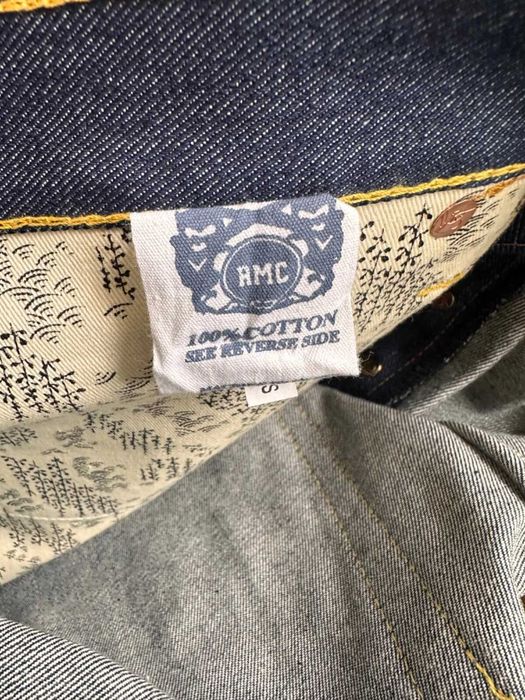 AMC
100% COTTON
SEE REVERSE SIDE
S